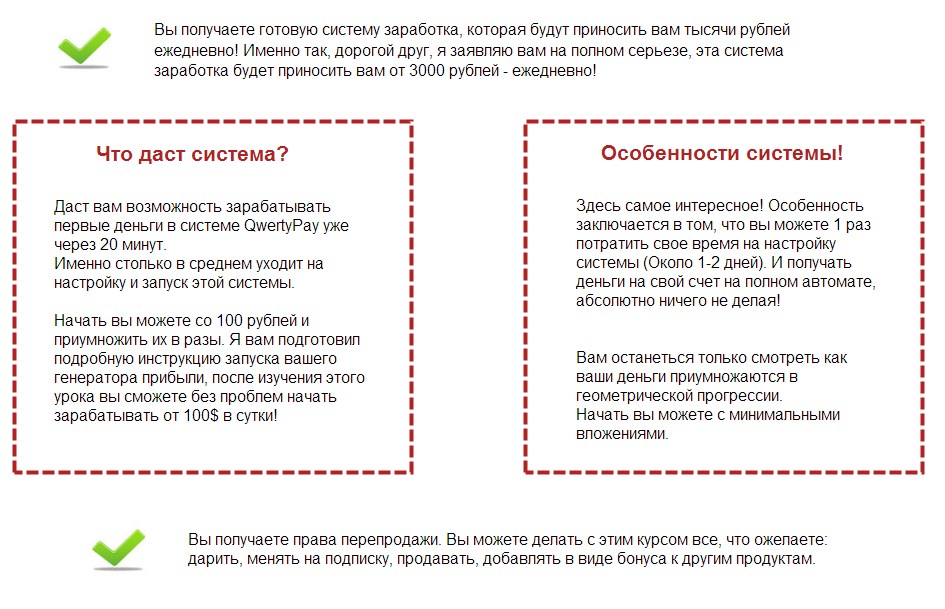 Вы получаете готовую систему заработка, которая будут приносить вам тысячи рублей
ежедневно! Именно так, дорогой друг, я заявляю вам на полном серьезе, эта система
заработка будет приносить вам от 3000 рублей - ежедневно!
Что даст система?
Даст вам возможность зарабатывать
первые деньги в системе QwertyPay уже
через 20 минут.
Именно столько в среднем уходит на
настройку и запуск этой системы.
Начать вы можете со 100 рублей и
приумножить их в разы. Я вам подготовил
подробную инструкцию запуска вашего
генератора прибыли, после изучения этого
урока вы сможете без проблем начать
зарабатывать от 100$ в сутки!
Особенности системы!
Здесь самое интересное! Особенность
заключается в том, что вы можете 1 раз
потратить свое время на настройку
системы (Около 1-2 дней). И получать
деньги на свой счет на полном автомате,
абсолютно ничего не делая!
Вам останеться только смотреть как
ваши деньги приумножаются в
геометрической прогрессии.
Начать вы можете с минимальными
вложениями.
Вы получаете права перепродажи. Вы можете делать с этим курсом все, что ожелаете:
дарить, менять на подписку, продавать, добавлять в виде бонуса к другим продуктам.